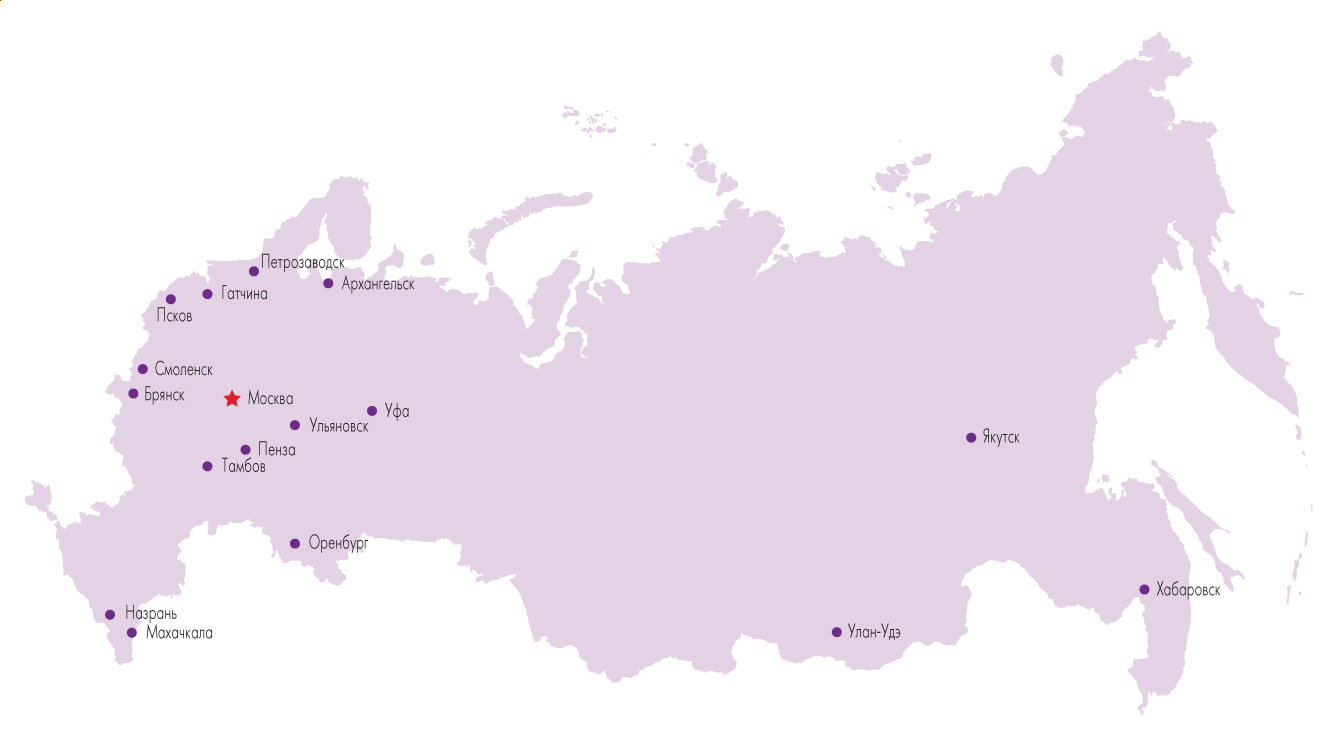 Петрозаводск
Архангельск
Гатчина
Псков
Смоленск
Брянск
Москва
Уфа
Ульяновск
Якутск
Пенза
Тамбов
Оренбург
Хабаровск
Назрань
Махачкала
Улан-Удэ